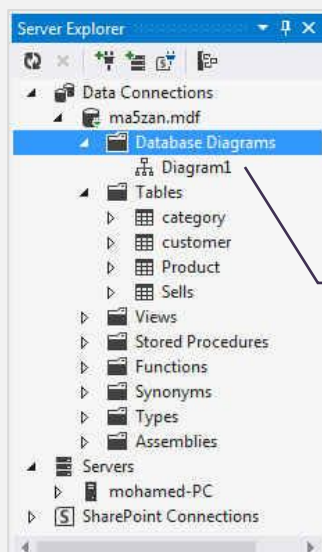 Server Explorer
Data Connections
ma5zan.mdf
Database Diagrams
Diagram1
Tables
category
customer
Product
Sells
Views
Stored Procedures
Functions
Synonyms
Types
Assemblies
Servers
mohamed-PC
SharePoint Connections